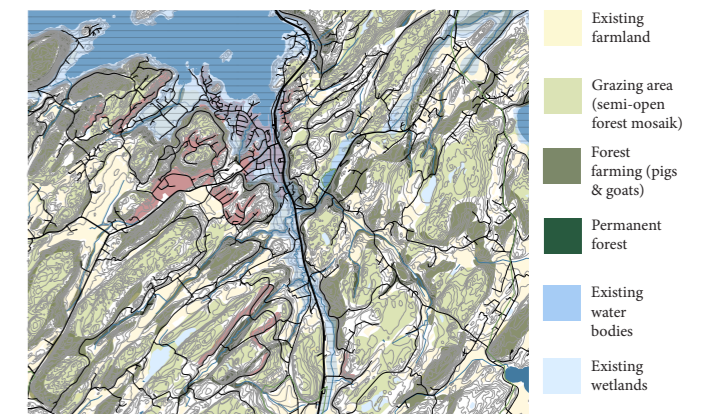 Existing
farmland
Grazing area
(semi-open
forest mosaik)
Forest
farming (pigs
& goats)
Permanent
forest
Existing
water
bodies
Existing
wetlands